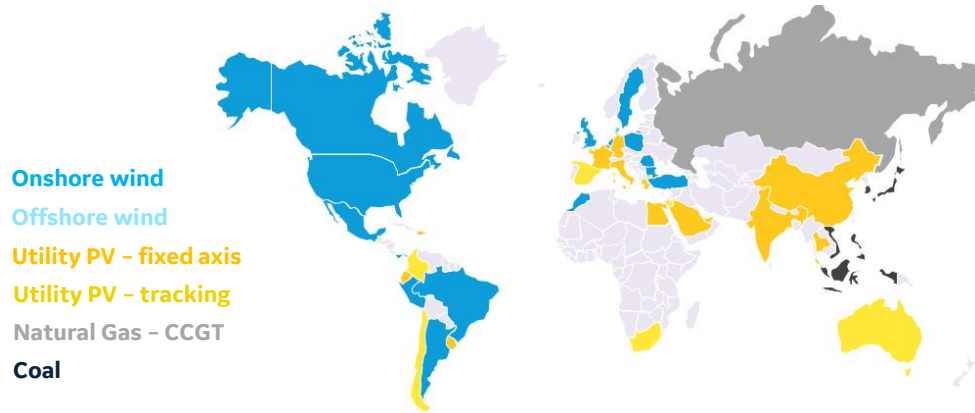 Onshore wind
Offshore wind
Utility PV – fixed axis
Utility PV – tracking
Natural Gas – CCGT
Coal